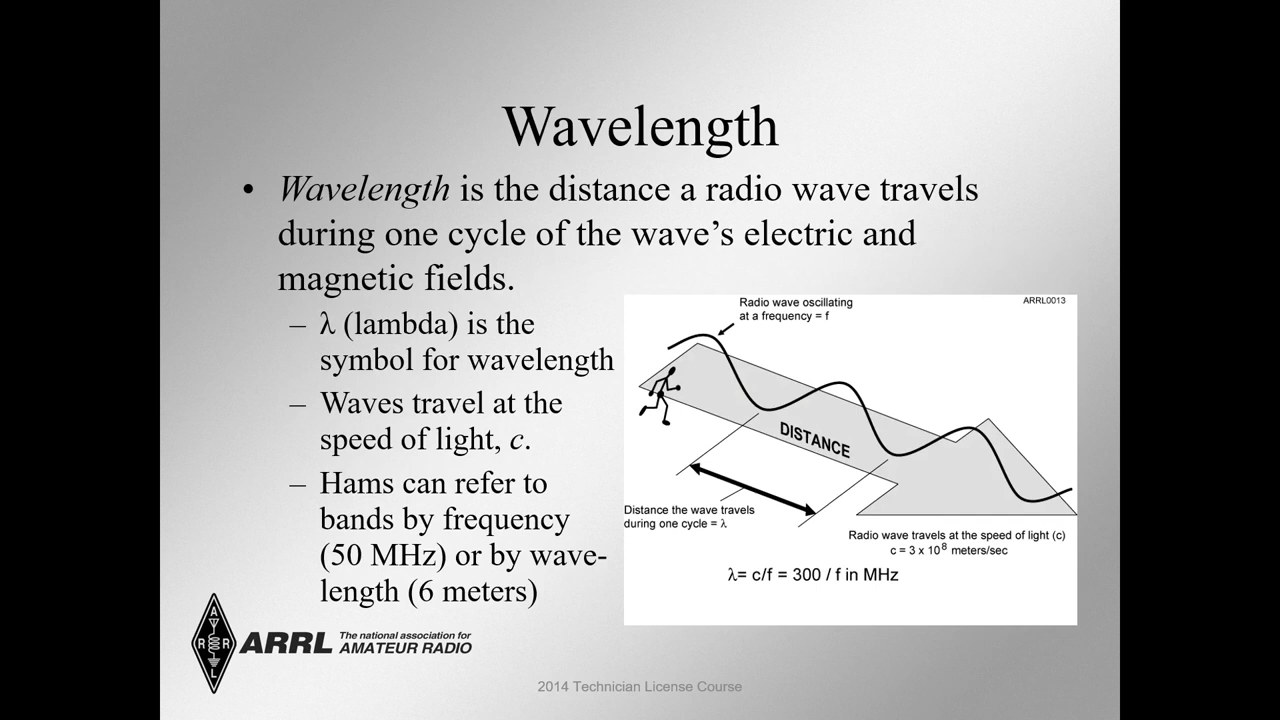 Wavelength
• Wavelength is the distance a radio wave travels
during one cycle of the wave’s electric and
magnetic fields.
– λ (lambda) is the
symbol for wavelength
– Waves travel at the
speed of light, c.
– Hams can refer to
bands by frequency
(50 MHz) or by wave-
length (6 meters)
Radio wave oscillating
at a frequency = f
ARRL0013
DISTANCE
Distance the wave travels
during one cycle = λ
Radio wave travels at the speed of light (c)
c = 3 x 10⁸ meters/sec
λ= c/f = 300 / f in MHz
A
R R
L
ARRL The national association for
AMATEUR RADIO
2014 Technician License Course